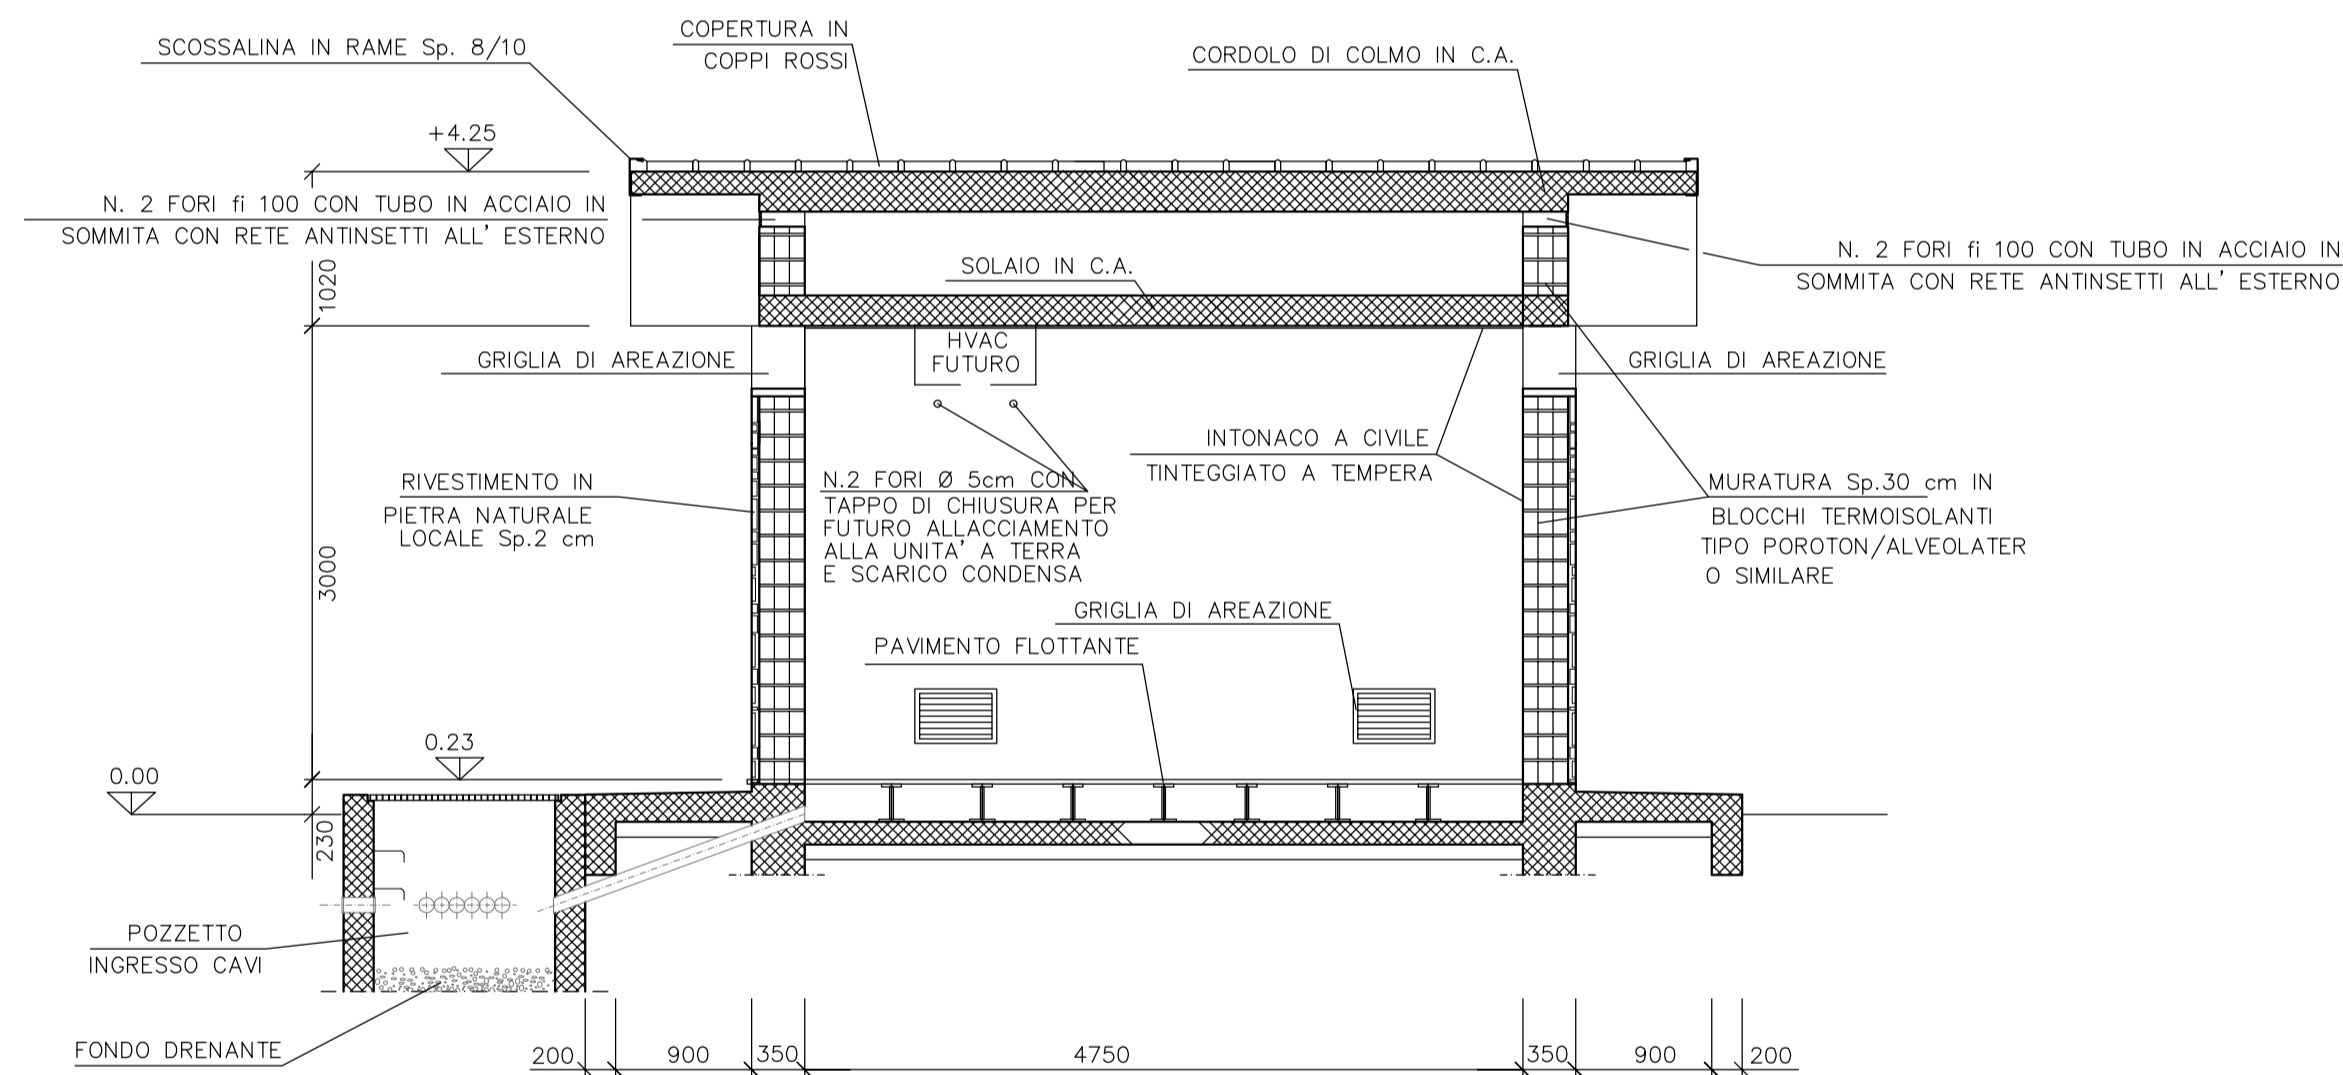 SCOSSALINA IN RAME Sp. 8/10
COPERTURA IN
COPPI ROSSI
CORDOLO DI COLMO IN C.A.
+4.25
N. 2 FORI fi 100 CON TUBO IN ACCIAIO IN
SOMMITA CON RETE ANTINSETTI ALL' ESTERNO
N. 2 FORI fi 100 CON TUBO IN ACCIAIO IN
SOMMITA CON RETE ANTINSETTI ALL' ESTERNO
1020
SOLAIO IN C.A.
HVAC
FUTURO
GRIGLIA DI AREAZIONE
GRIGLIA DI AREAZIONE
INTONACO A CIVILE
TINTEGGIATO A TEMPERA
RIVESTIMENTO IN
PIETRA NATURALE
LOCALE Sp.2 cm
N.2 FORI Ø 5cm CON
TAPPO DI CHIUSURA PER
FUTURO ALLACCIAMENTO
ALLA UNITA' A TERRA
E SCARICO CONDENSA
MURATURA Sp.30 cm IN
BLOCCHI TERMOISOLANTI
TIPO POROTON/ALVEOLATER
O SIMILARE
3000
GRIGLIA DI AREAZIONE
PAVIMENTO FLOTTANTE
0.23
0.00
230
POZZETTO
INGRESSO CAVI
FONDO DRENANTE
200 900 350 4750 350 900 200